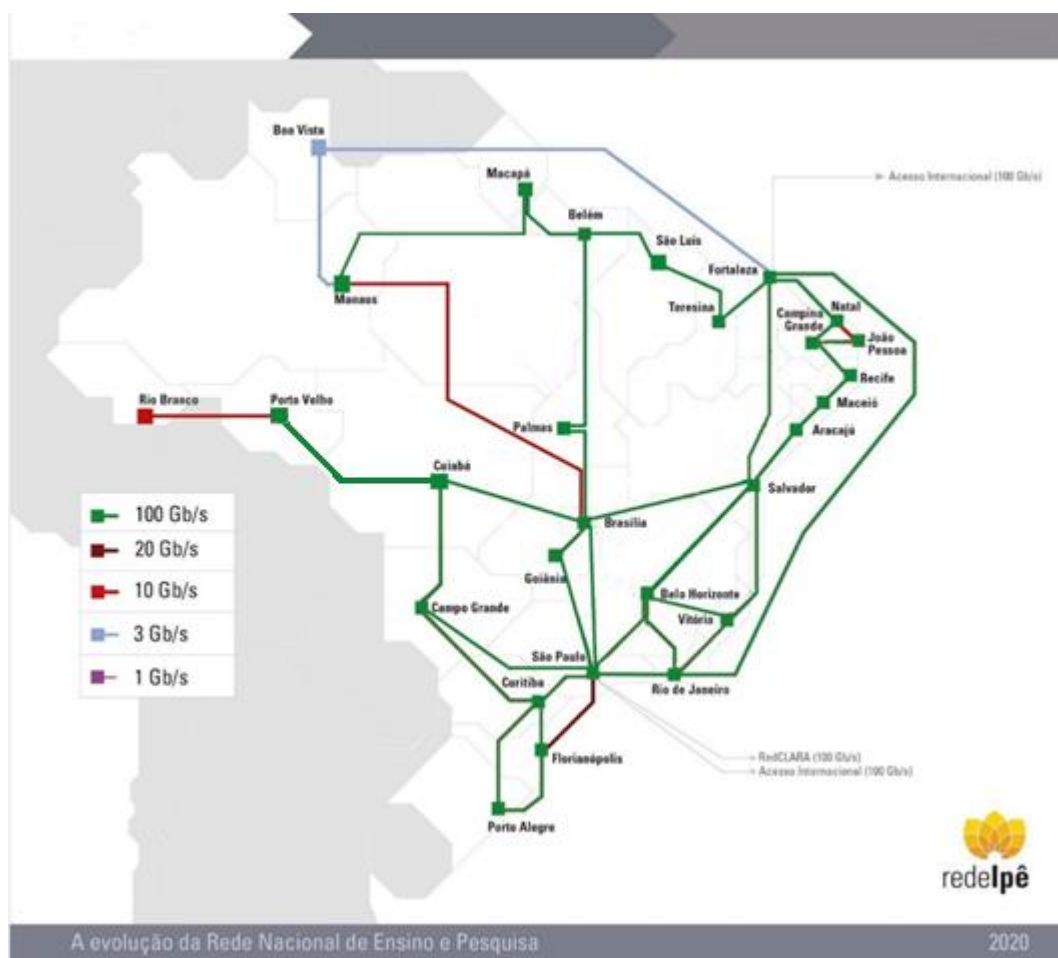 Boa Vista
Macapá
Acesso Internacional (100 Gb/s)
Belém
São Luís
Fortaleza
Manaus
Teresina
Natal
Campina
Grande
João
Pessoa
Recife
Rio Branco
Porto Velho
Maceió
Palmas
Aracajú
Cuiabá
Salvador
100 Gb/s
Brasília
20 Gb/s
Goiânia
10 Gb/s
Belo Horizonte
Campo Grande
Vitória
3 Gb/s
São Paulo
1 Gb/s
Curitiba
Rio de Janeiro
Florianópolis
RedCLARA (100 Gb/s)
Acesso Internacional (100 Gb/s)
Porto Alegre
redeIpê
A evolução da Rede Nacional de Ensino e Pesquisa
2020